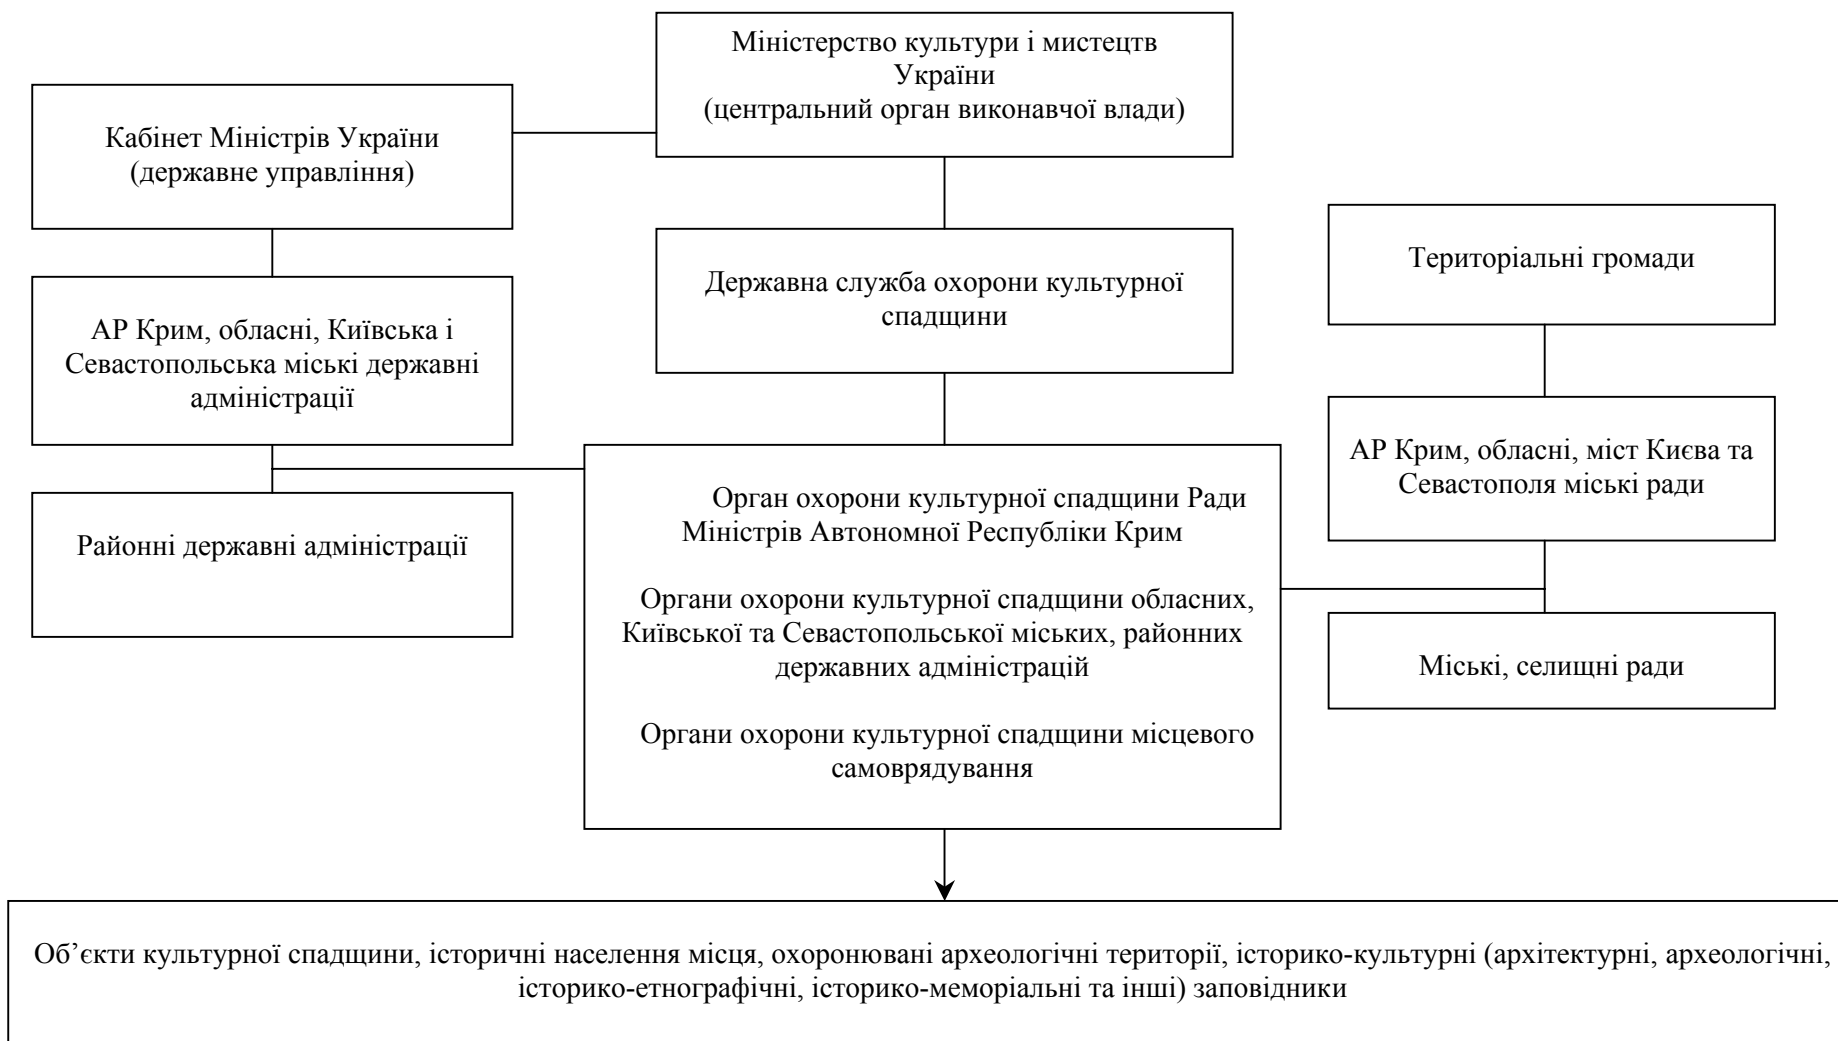 Міністерство культури і мистецтв
України
(центральний орган виконавчої влади)
Кабінет Міністрів України
(державне управління)
Державна служба охорони культурної
спадщини
Територіальні громади
АР Крим, обласні, Київська і
Севастопольська міські державні
адміністрації
АР Крим, обласні, міст Києва та
Севастополя міські ради
Районні державні адміністрації
Орган охорони культурної спадщини Ради
Міністрів Автономної Республіки Крим
Органи охорони культурної спадщини обласних,
Київської та Севастопольської міських, районних
державних адміністрацій
Органи охорони культурної спадщини місцевого
самоврядування
Міські, селищні ради
Об’єкти культурної спадщини, історичні населення місця, охоронювані археологічні території, історико-культурні (архітектурні, археологічні,
історико-етнографічні, історико-меморіальні та інші) заповідники